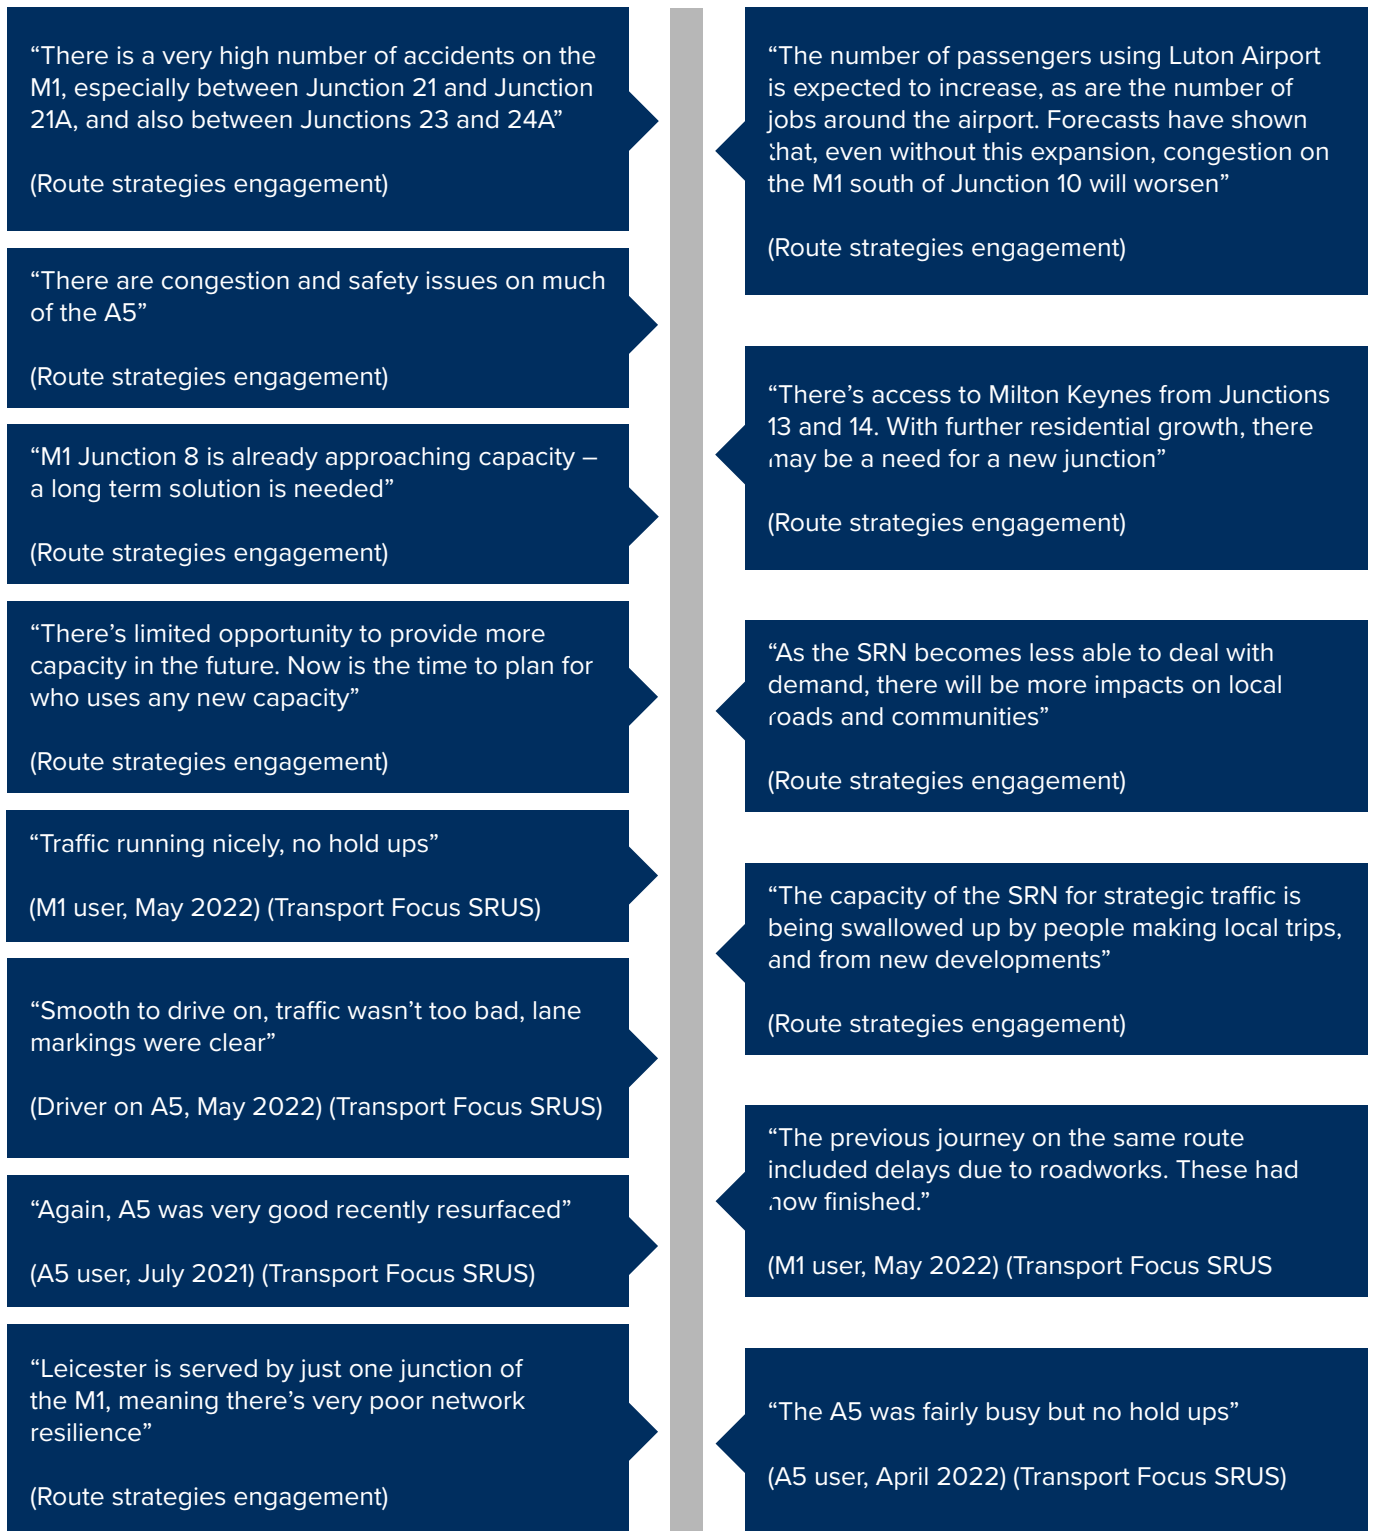 “There is a very high number of accidents on the
M1, especially between Junction 21 and Junction
21A, and also between Junctions 23 and 24A”
(Route strategies engagement)
“There are congestion and safety issues on much
of the A5”
(Route strategies engagement)
“M1 Junction 8 is already approaching capacity –
a long term solution is needed”
(Route strategies engagement)
“There’s limited opportunity to provide more
capacity in the future. Now is the time to plan for
who uses any new capacity”
(Route strategies engagement)
“Traffic running nicely, no hold ups”
(M1 user, May 2022) (Transport Focus SRUS)
“Smooth to drive on, traffic wasn’t too bad, lane
markings were clear”
(Driver on A5, May 2022) (Transport Focus SRUS)
“Again, A5 was very good recently resurfaced”
(A5 user, July 2021) (Transport Focus SRUS)
“Leicester is served by just one junction of
the M1, meaning there’s very poor network
resilience”
(Route strategies engagement)
“The number of passengers using Luton Airport
is expected to increase, as are the number of
jobs around the airport. Forecasts have shown
that, even without this expansion, congestion on
the M1 south of Junction 10 will worsen”
(Route strategies engagement)
“There’s access to Milton Keynes from Junctions
13 and 14. With further residential growth, there
may be a need for a new junction”
(Route strategies engagement)
“As the SRN becomes less able to deal with
demand, there will be more impacts on local
roads and communities”
(Route strategies engagement)
“The capacity of the SRN for strategic traffic is
being swallowed up by people making local trips,
and from new developments”
(Route strategies engagement)
“The previous journey on the same route
included delays due to roadworks. These had
now finished.”
(M1 user, May 2022) (Transport Focus SRUS
“The A5 was fairly busy but no hold ups”
(A5 user, April 2022) (Transport Focus SRUS)